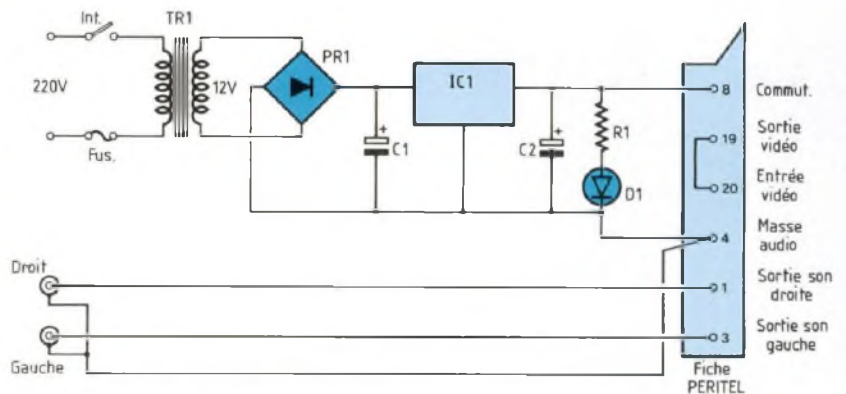 Int.
TR1
220V
12V
Fus.
PR1
IC1
+
C1
+
C2
R1
D1
8 Commut.
19 Sortie vidéo
20 Entrée vidéo
4 Masse audio
1 Sortie son droite
3 Sortie son gauche
Droit
Gauche
Fiche
PERITEL